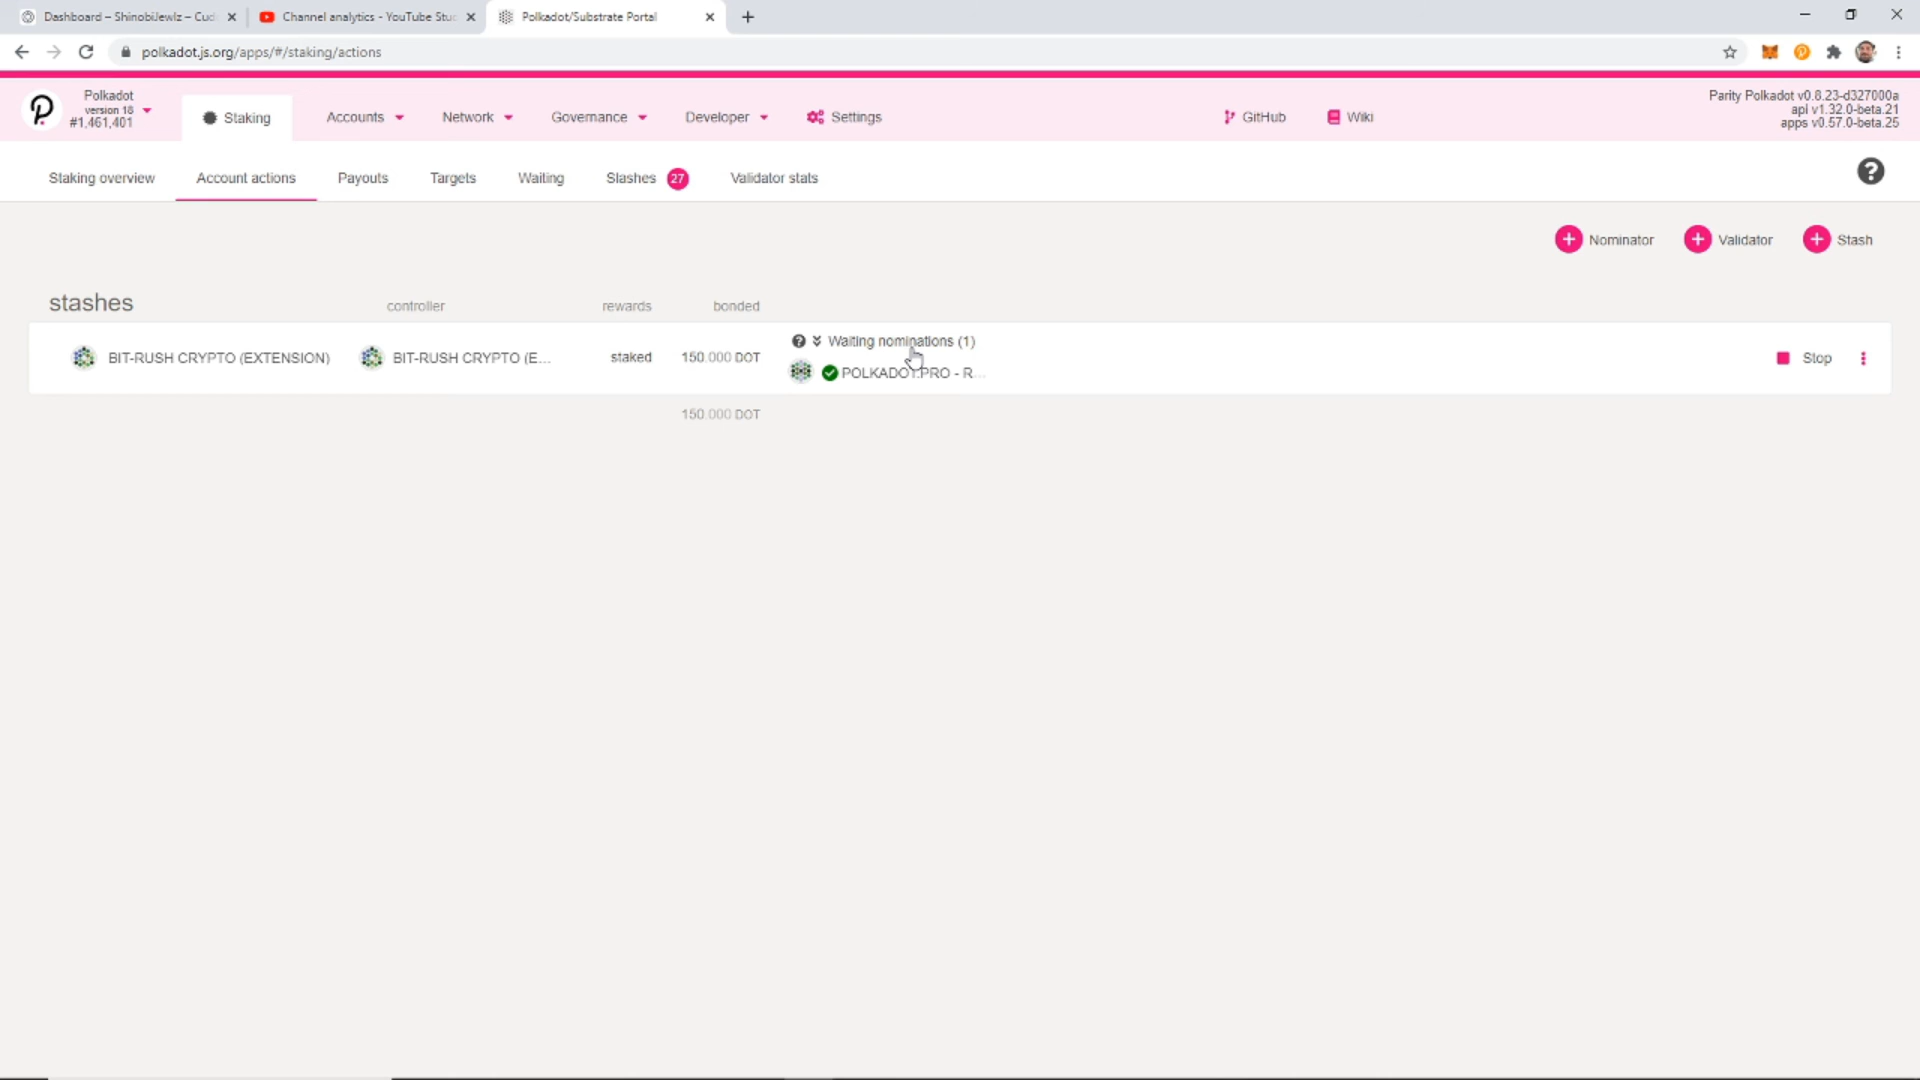 Dashboard – ShinobiJewlz – Cud
Channel analytics - YouTube Stud
Polkadot/Substrate Portal
polkadot.js.org/apps/#/staking/actions
Polkadot
version 18
#1,461,401
Staking
Accounts
Network
Governance
Developer
Settings
GitHub
Wiki
Parity Polkadot v0.8.23-d327000a
api v1.32.0-beta.21
apps v0.57.0-beta.25
Staking overview
Account actions
Payouts
Targets
Waiting
Slashes 27
Validator stats
Nominator
Validator
Stash
stashes controller rewards bonded
BIT-RUSH CRYPTO (EXTENSION)
BIT-RUSH CRYPTO (E...
staked
150.000 DOT
Waiting nominations (1)
POLKADOT.PRO - R...
Stop
150.000 DOT